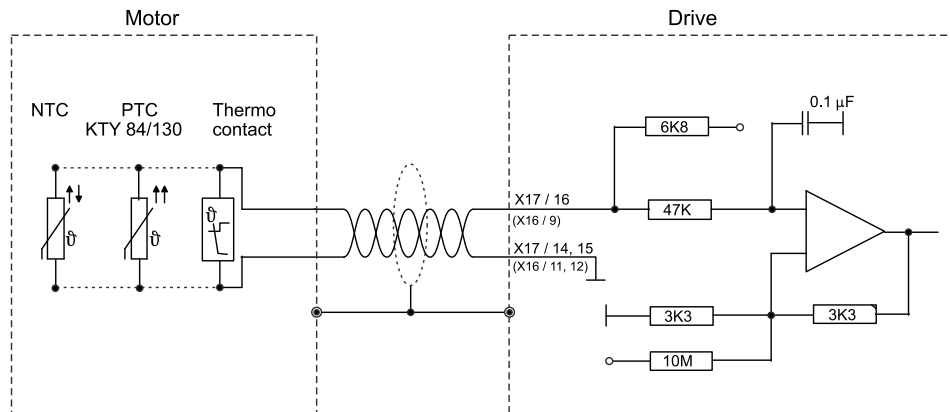 Motor
Drive
NTC
PTC
KTY 84/130
Thermo
contact
0.1 µF
6K8
X17 / 16
(X16 / 9)
47K
ϑ
ϑ
ϑ
X17 / 14, 15
(X16 / 11, 12)
3K3
3K3
10M